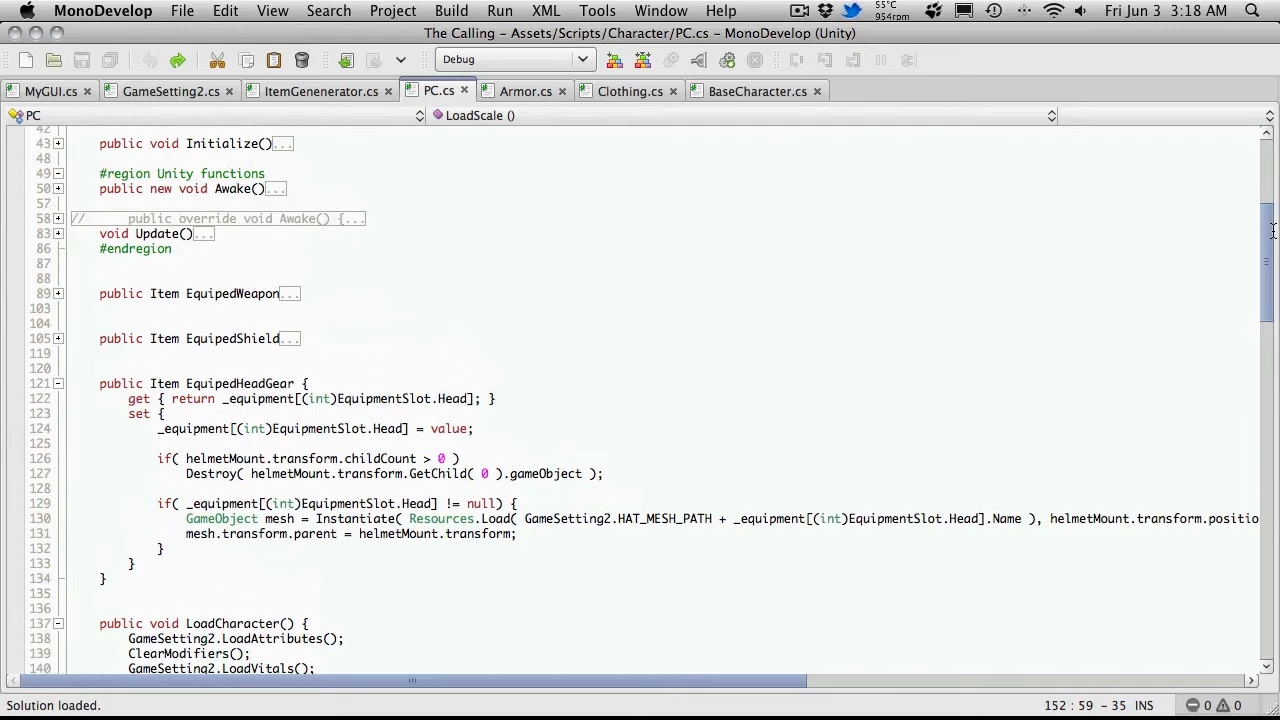 MonoDevelop File Edit View Search Project Build Run XML Tools Window Help 55°C 954rpm Fri Jun 3 3:18 AM
The Calling - Assets/Scripts/Character/PC.cs - MonoDevelop (Unity)
Debug
MyGUI.cs GameSetting2.cs ItemGenenerator.cs PC.cs Armor.cs Clothing.cs BaseCharacter.cs
PC LoadScale ()
42
43 public void Initialize()...
48
49 #region Unity functions
50 public new void Awake()...
57
58 // public override void Awake() {...
83 void Update()...
86 #endregion
87
88
89 public Item EquipedWeapon...
103
104
105 public Item EquipedShield...
119
120
121 public Item EquipedHeadGear {
122 get { return _equipment[(int)EquipmentSlot.Head]; }
123 set {
124 _equipment[(int)EquipmentSlot.Head] = value;
125
126 if( helmetMount.transform.childCount > 0 )
127 Destroy( helmetMount.transform.GetChild( 0 ).gameObject );
128
129 if( _equipment[(int)EquipmentSlot.Head] != null) {
130 GameObject mesh = Instantiate( Resources.Load( GameSetting2.HAT_MESH_PATH + _equipment[(int)EquipmentSlot.Head].Name ), helmetMount.transform.positio
131 mesh.transform.parent = helmetMount.transform;
132 }
133 }
134 }
135
136
137 public void LoadCharacter() {
138 GameSetting2.LoadAttributes();
139 ClearModifiers();
140 GameSetting2.LoadVitals();
Solution loaded. 152 : 59 - 35 INS 0 0